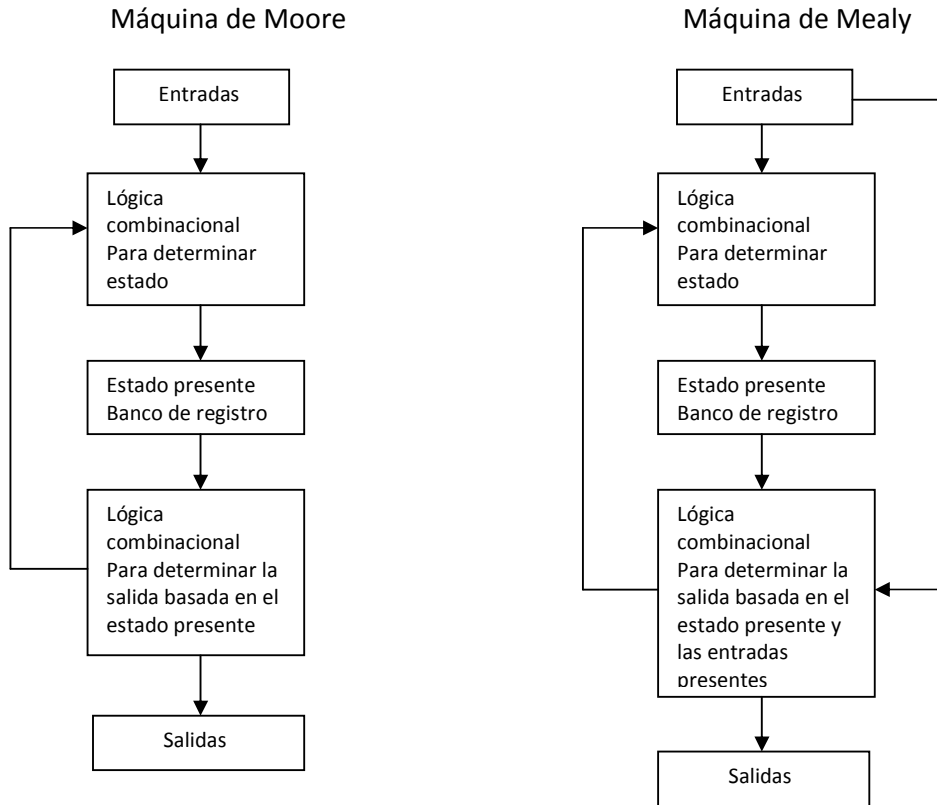 Máquina de Moore
Entradas
Lógica
combinacional
Para determinar
estado
Estado presente
Banco de registro
Lógica
combinacional
Para determinar la
salida basada en el
estado presente
Salidas
Máquina de Mealy
Entradas
Lógica
combinacional
Para determinar
estado
Estado presente
Banco de registro
Lógica
combinacional
Para determinar la
salida basada en el
estado presente y
las entradas
presentes
Salidas